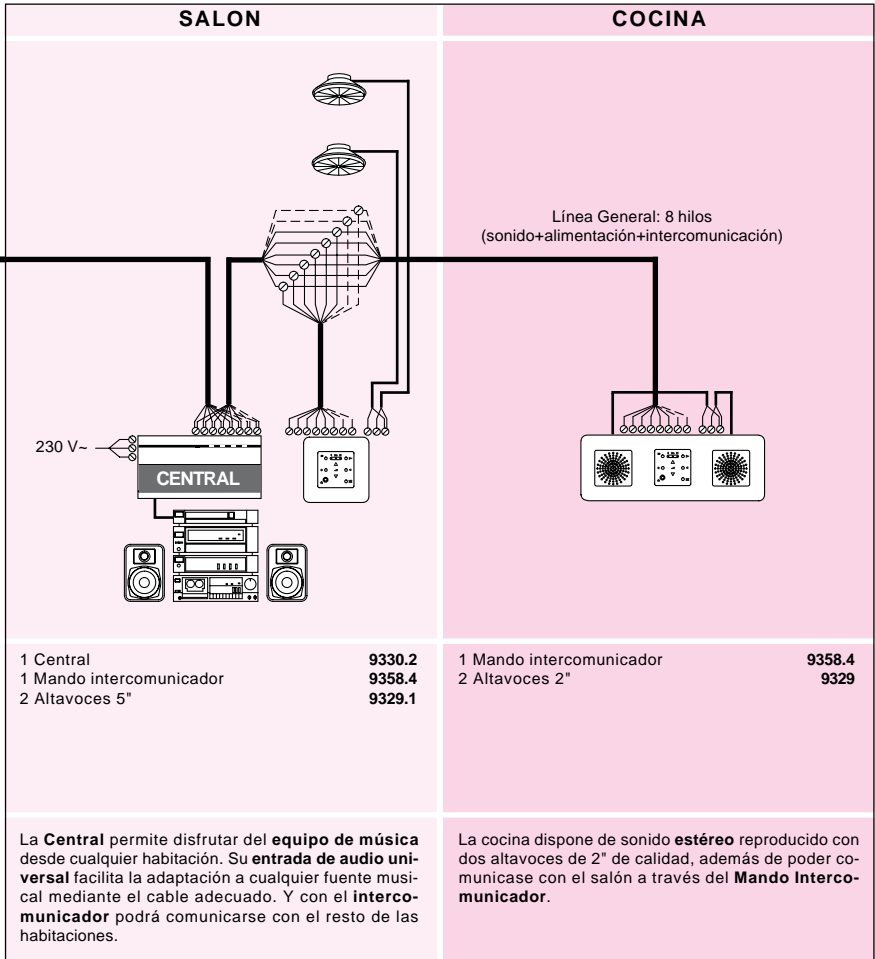 SALON
COCINA
Línea General: 8 hilos
(sonido+alimentación+intercomunicación)
230 V~
CENTRAL
1 Central 9330.2
1 Mando intercomunicador 9358.4
2 Altavoces 5" 9329.1
1 Mando intercomunicador 9358.4
2 Altavoces 2" 9329
La Central permite disfrutar del equipo de música
desde cualquier habitación. Su entrada de audio uni-
versal facilita la adaptación a cualquier fuente musi-
cal mediante el cable adecuado. Y con el interco-
municador podrá comunicarse con el resto de las
habitaciones.
La cocina dispone de sonido estéreo reproducido con
dos altavoces de 2" de calidad, además de poder co-
municase con el salón a través del Mando Interco-
municador.